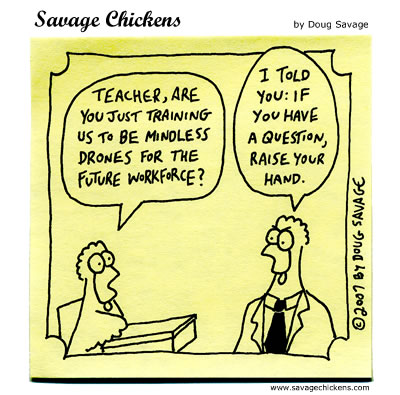 Savage Chickens
by Doug Savage
TEACHER, ARE
YOU JUST TRAINING
US TO BE MINDLESS
DRONES FOR THE
FUTURE WORKFORCE?
I TOLD
YOU: IF
YOU HAVE
A QUESTION,
RAISE YOUR
HAND.
©2007 BY DOUG SAVAGE
www.savagechickens.com